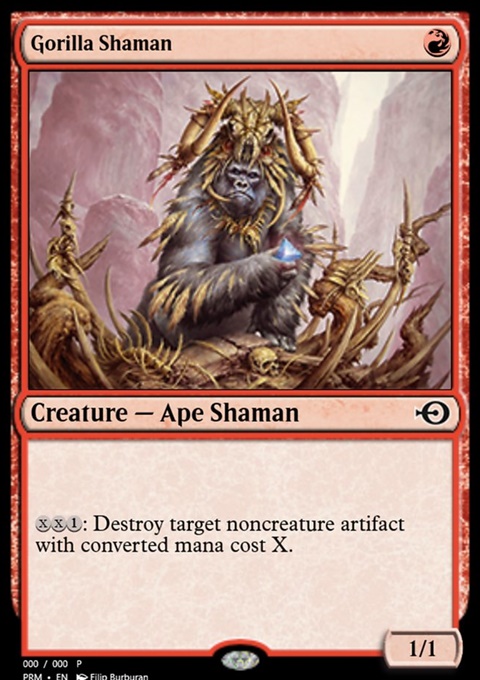 Gorilla Shaman
Creature — Ape Shaman
XX1: Destroy target noncreature artifact
with converted mana cost X.
1/1
000 / 000 P
PRM • EN Filip Burburan